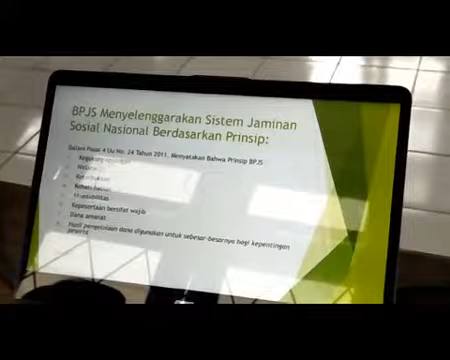 BPJS Menyelenggarakan Sistem Jaminan
Sosial Nasional Berdasarkan Prinsip:
Dalam Pasal 4 Uu No. 24 Tahun 2011. Menyatakan Bahwa Prinsip BPJS
Kepesertaan bersifat wajib
Dana amanat
Hasil pengelolaan dana digunakan untuk sebesar-besarnya bagi kepentingan
peserta